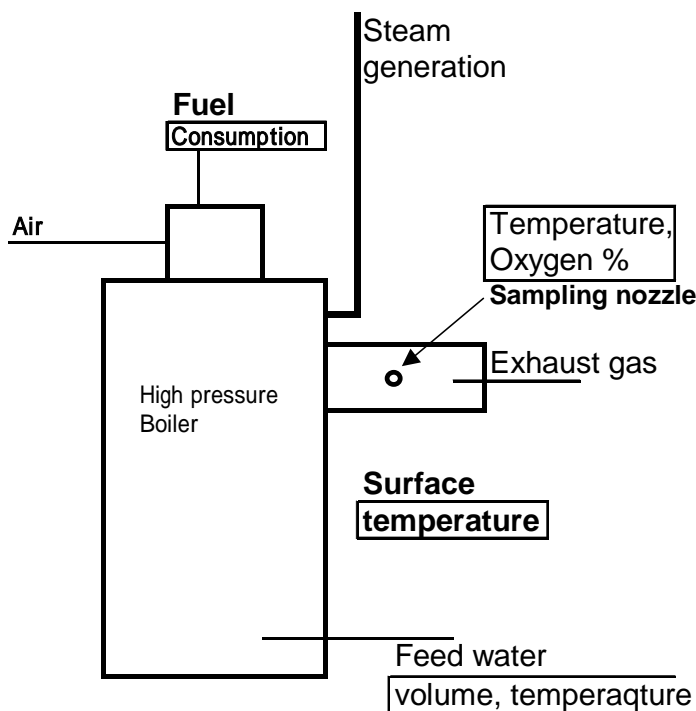 Steam
generation
Fuel
Consumption
Air
Temperature,
Oxygen %
Sampling nozzle
Exhaust gas
High pressure
Boiler
Surface
temperature
Feed water
volume, temperaqture